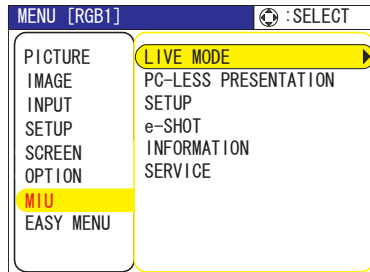 MENU [RGB1] :SELECT
PICTURE
IMAGE
INPUT
SETUP
SCREEN
OPTION
MIU
EASY MENU
LIVE MODE
PC-LESS PRESENTATION
SETUP
e-SHOT
INFORMATION
SERVICE